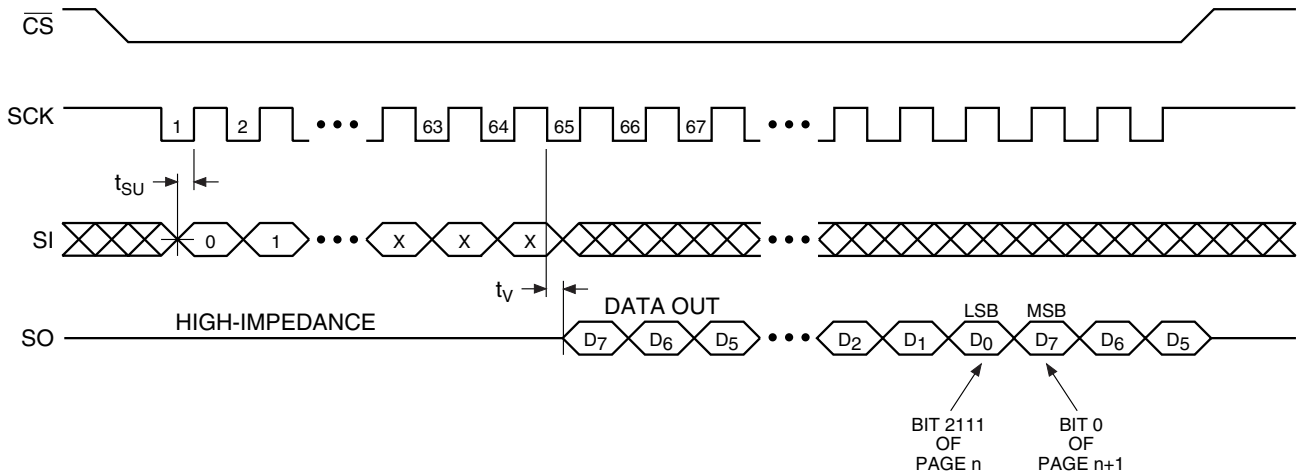 CS
SCK
1 2 ••• 63 64 65 66 67 •••
tSU
SI
0 1 ••• X X X •••
tV
DATA OUT
HIGH-IMPEDANCE
LSB MSB
SO
D7 D6 D5 ••• D2 D1 D0 D7 D6 D5
BIT 2111
OF
PAGE n
BIT 0
OF
PAGE n+1